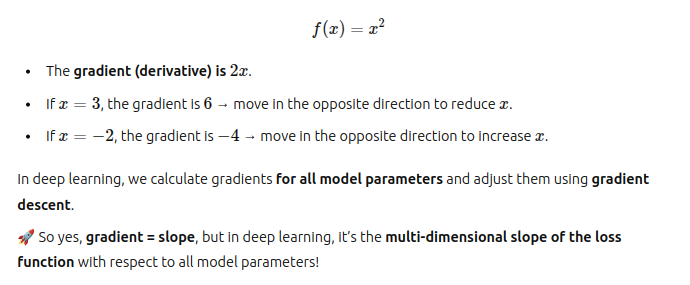 f(x) = x²
• The gradient (derivative) is 2x.
• If x = 3, the gradient is 6 → move in the opposite direction to reduce x.
• If x = −2, the gradient is −4 → move in the opposite direction to increase x.
In deep learning, we calculate gradients for all model parameters and adjust them using gradient
descent.
🚀 So yes, gradient = slope, but in deep learning, it’s the multi-dimensional slope of the loss
function with respect to all model parameters!